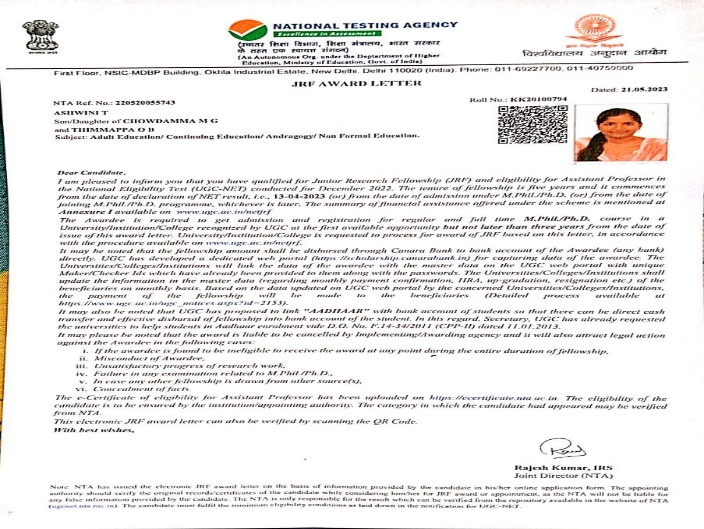 NATIONAL TESTING AGENCY
Excellence in Assessment
(उच्चतर शिक्षा विभाग, शिक्षा मंत्रालय, भारत सरकार
के तहत एक स्वायत्त संगठन)
(An Autonomous Org. under the Department of Higher
Education, Ministry of Education, Govt. of India)
विश्वविद्यालय अनुदान आयोग
First Floor, NSIC-MDBP Building, Okhla Industrial Estate, New Delhi, Delhi 110020 (India), Phone: 011-69227700, 011-40759000
JRF AWARD LETTER
Dated: 21.05.2023
NTA Ref. No.: 220520055743
Roll No.: KK20100794
ASHWINI T
Son/Daughter of CHOWDAMMA M G
and THIMMAPPA O B
Subject: Adult Education/ Continuing Education/ Andragogy/ Non Formal Education.
Dear Candidate,
I am pleased to inform you that you have qualified for Junior Research Fellowship (JRF) and eligibility for Assistant Professor in
the National Eligibility Test (UGC-NET) conducted for December 2022. The tenure of fellowship is five years and it commences
from the date of declaration of NET result, i.e., 13-04-2023 (or) from the date of admission under M.Phil./Ph.D. (or) from the date of
joining M.Phil./Ph.D. programme, whichever is later. The summary of financial assistance offered under the scheme is mentioned at
Annexure I available on www.ugc.ac.in/netjrf
The Awardee is required to get admission and registration for regular and full time M.Phil/Ph.D. course in a
University/Institution/College recognized by UGC at the first available opportunity but not later than three years from the date of
issue of this award letter. University/Institution/College is requested to process for award of JRF based on this letter, in accordance
with the procedure available on www.ugc.ac.in/netjrf.
It may be noted that the fellowship amount shall be disbursed through Canara Bank to bank account of the Awardee (any bank)
directly. UGC has developed a dedicated web portal (https://scholarship.canarabank.in) for capturing data of the awardee. The
Universities/Colleges/Institutions will link the data of the awardee with the master data on the UGC web portal with unique
Maker/Checker Ids which have already been provided to them along with the passwords. The Universities/Colleges/Institutions shall
update the information in the master data (regarding monthly payment confirmation, HRA, up-gradation, resignation etc.) of the
beneficiaries on monthly basis. Based on the data updated on UGC web portal by the concerned Universities/Colleges/Institutions,
the payment of the fellowship will be made to the beneficiaries (Detailed process available at
https://www.ugc.ac.in/ugc_notices.aspx?id=2153).
It may also be noted that UGC has proposed to link "AADHAAR" with bank account of students so that there can be direct cash
transfer and effective disbursal of fellowship into bank account of the student. In this regard, Secretary, UGC has already requested
the universities to help students in Aadhaar enrolment vide D.O. No. F.14-34/2011 (CPP-II) dated 11.01.2013.
It may please be noted that the award is liable to be cancelled by Implementing/Awarding agency and it will also attract legal action
against the Awardee in the following cases:
i. If the awardee is found to be ineligible to receive the award at any point during the entire duration of fellowship,
ii. Misconduct of Awardee,
iii. Unsatisfactory progress of research work,
iv. Failure in any examination related to M.Phil./Ph.D.,
v. In case any other fellowship is drawn from other source(s),
vi. Concealment of facts.
The e-Certificate of eligibility for Assistant Professor has been uploaded on https://ecertificate.nta.ac.in. The eligibility of the
candidate is to be ensured by the institution/appointing authority. The category in which the candidate had appeared may be verified
from NTA.
This electronic JRF award letter can also be verified by scanning the QR Code.
With best wishes,
Rajesh Kumar, IRS
Joint Director (NTA)
Note: NTA has issued the electronic JRF award letter on the basis of information provided by the candidate in his/her online application form. The appointing
authority should verify the original records/certificates of the candidate while considering him/her for JRF award or appointment, as the NTA will not be liable for
any false information provided by the candidate. The NTA is only responsible for the result which can be verified from the repository available in the website of NTA
(ugcnet.nta.nic.in). The candidate must fulfil the minimum eligibility conditions as laid down in the notification for UGC-NET.